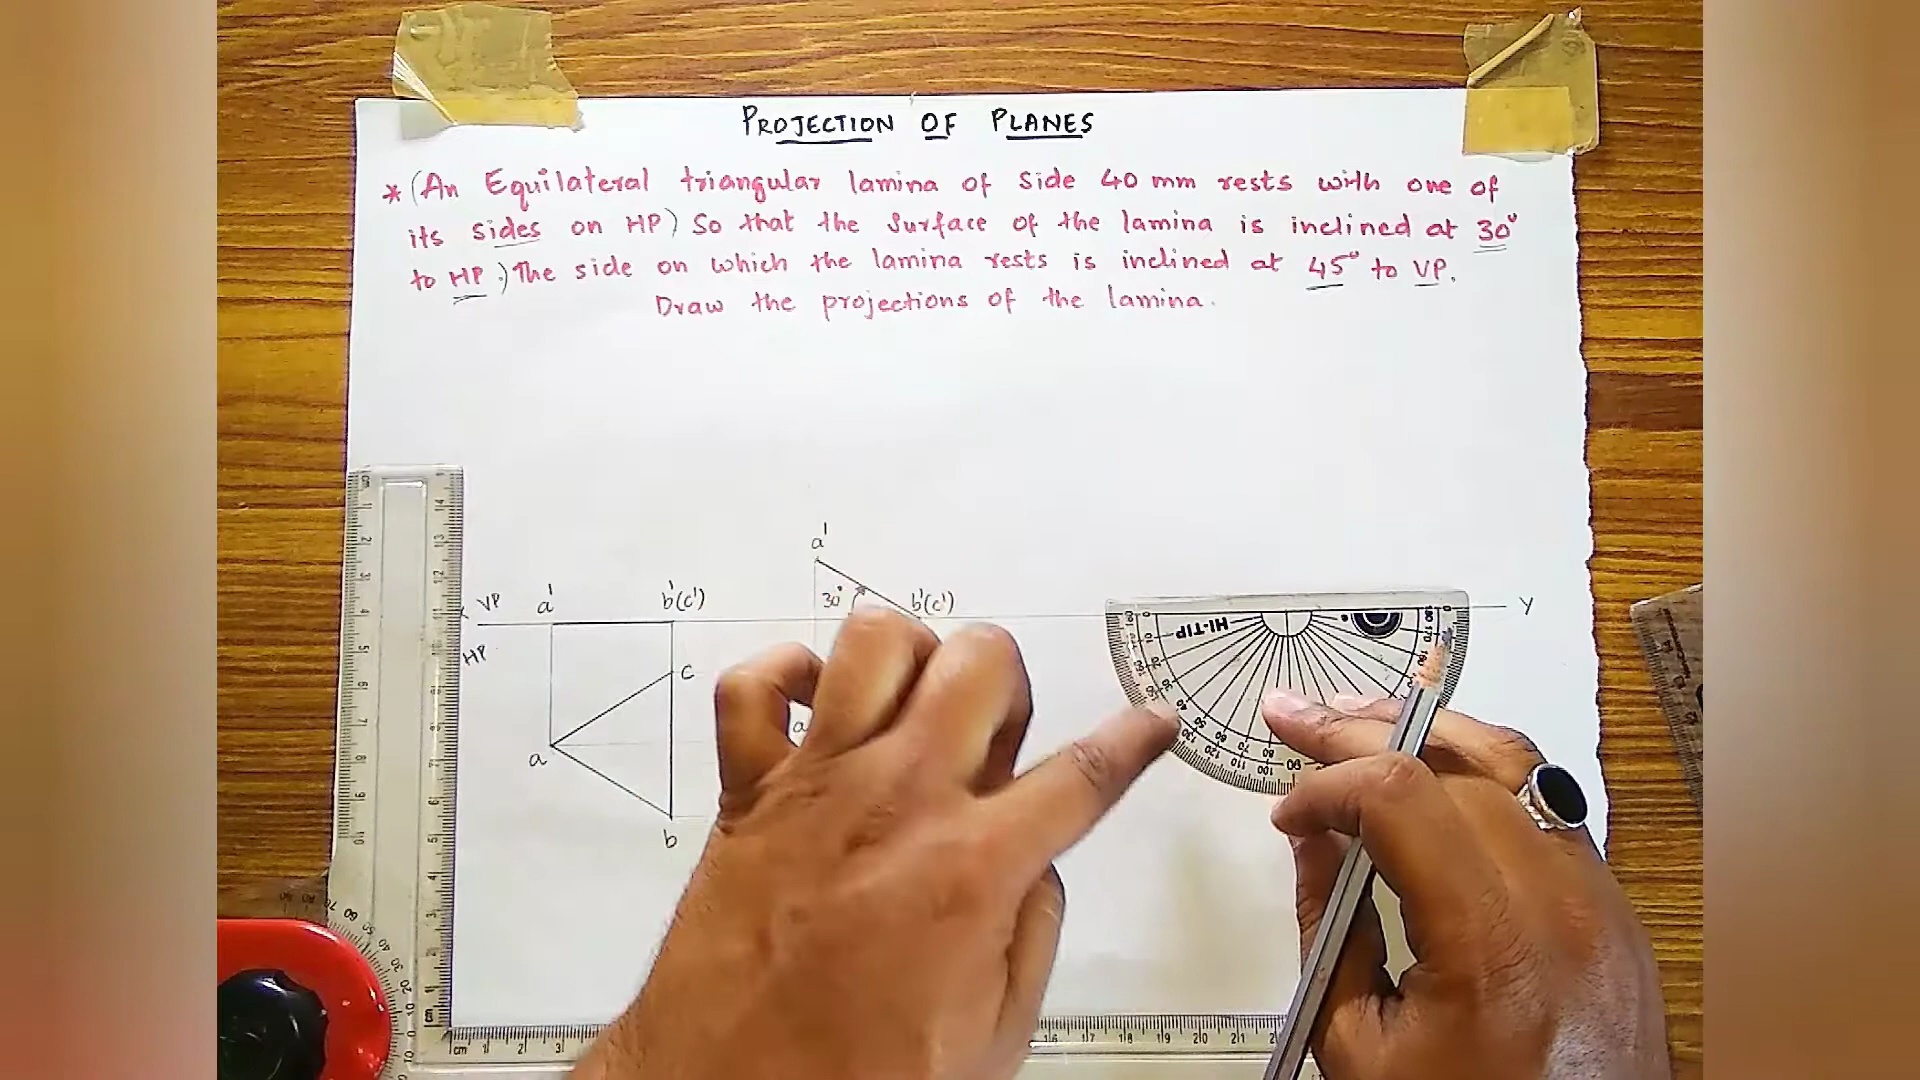 PROJECTION OF PLANES
* (An Equilateral triangular lamina of side 40 mm rests with one of
its sides on HP) So that the surface of the lamina is inclined at 30°
to HP.) The side on which the lamina rests is inclined at 45° to VP.
Draw the projections of the lamina.
a'
VP a' b'(c') 30° b'(c') Y
X
HP
c
a
a
b
HI-TIP